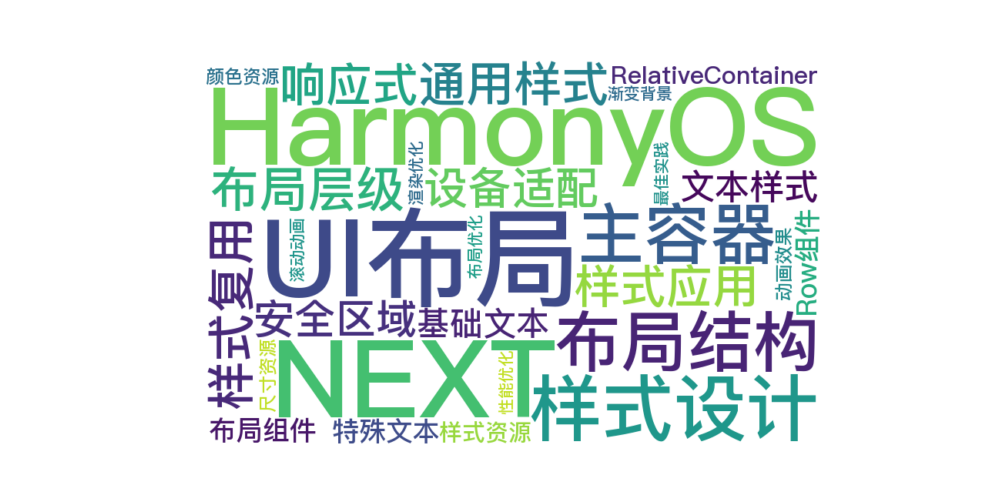 颜色资源
响应式
通用样式
RelativeContainer
渐变背景
HarmonyOS
渲染优化
最佳实践
布局层级
设备适配
文本样式
UI布局
主容器
滚动动画
布局优化
动画效果
Row组件
样式复用
样式应用
安全区域
基础文本
布局结构
NEXT
尺寸资源
性能优化
样式设计
布局组件
特殊文本
样式资源